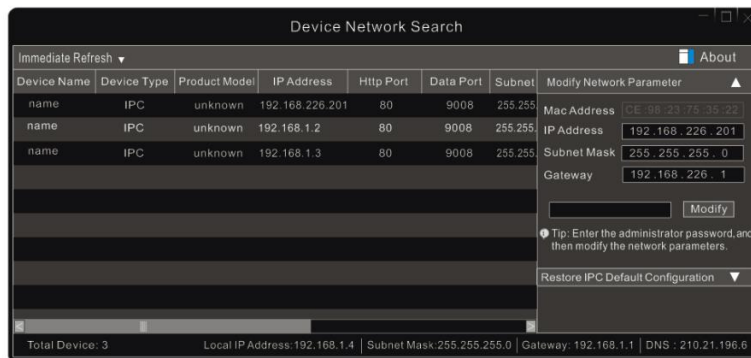 Device Network Search
Immediate Refresh
About
Device Name Device Type Product Model IP Address Http Port Data Port Subnet
name IPC unknown 192.168.226.201 80 9008 255.255.
name IPC unknown 192.168.1.2 80 9008 255.255.
name IPC unknown 192.168.1.3 80 9008 255.255.
Modify Network Parameter
Mac Address CE:98:23:75:35:22
IP Address 192.168.226.201
Subnet Mask 255.255.255.0
Gateway 192.168.226.1
Modify
Tip: Enter the administrator password, and
then modify the network parameters.
Restore IPC Default Configuration
Total Device: 3 Local IP Address:192.168.1.4 Subnet Mask:255.255.255.0 Gateway: 192.168.1.1 DNS : 210.21.196.6